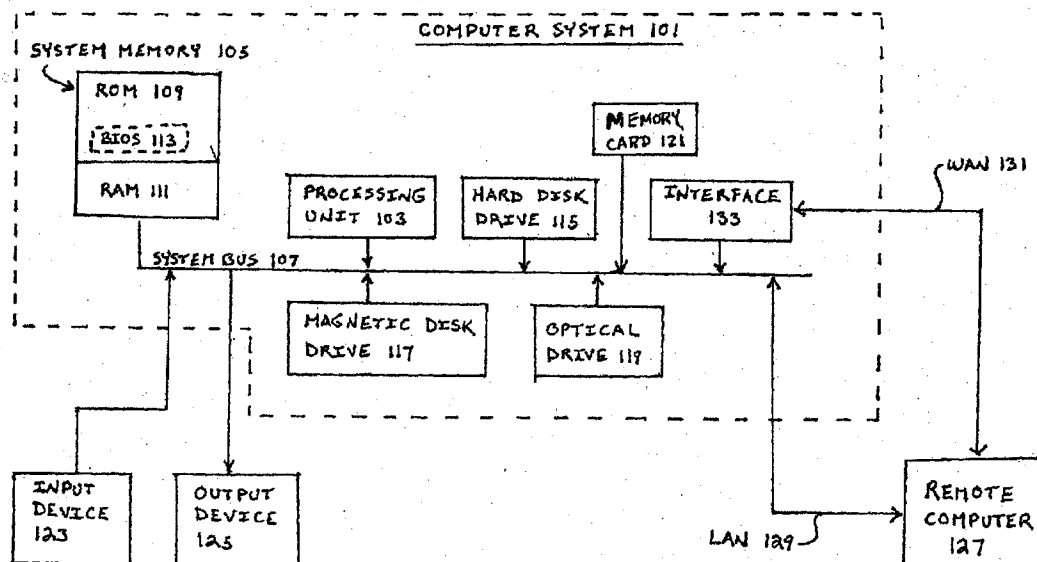 COMPUTER SYSTEM 101
SYSTEM MEMORY 105
ROM 109
BIOS 113
RAM 111
MEMORY
CARD 121
PROCESSING
UNIT 103
HARD DISK
DRIVE 115
INTERFACE
133
WAN 131
SYSTEM BUS 107
MAGNETIC DISK
DRIVE 117
OPTICAL
DRIVE 119
INPUT
DEVICE
123
OUTPUT
DEVICE
125
LAN 129
REMOTE
COMPUTER
127